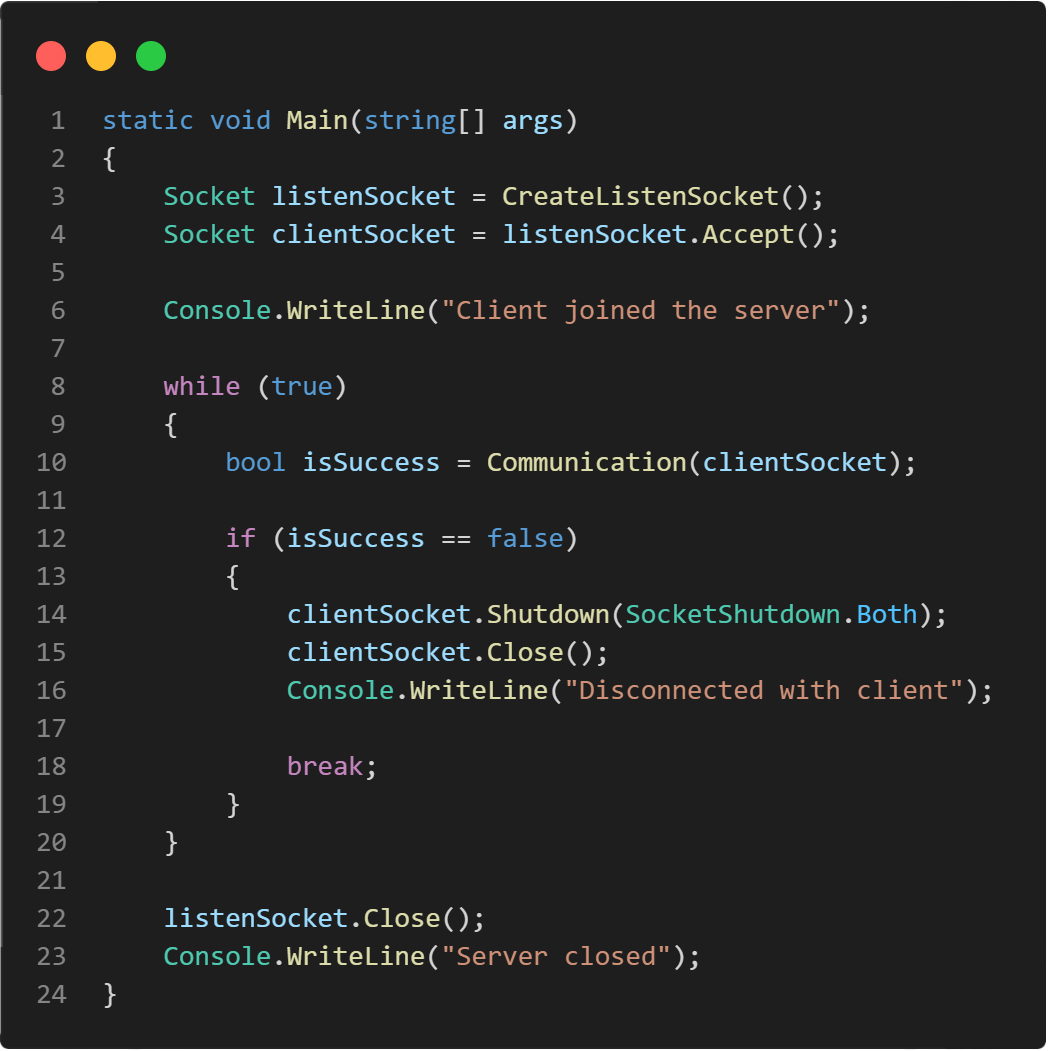 1 static void Main(string[] args)
2 {
3     Socket listenSocket = CreateListenSocket();
4     Socket clientSocket = listenSocket.Accept();
5
6     Console.WriteLine("Client joined the server");
7
8     while (true)
9     {
10         bool isSuccess = Communication(clientSocket);
11
12         if (isSuccess == false)
13         {
14             clientSocket.Shutdown(SocketShutdown.Both);
15             clientSocket.Close();
16             Console.WriteLine("Disconnected with client");
17
18             break;
19         }
20     }
21
22     listenSocket.Close();
23     Console.WriteLine("Server closed");
24 }